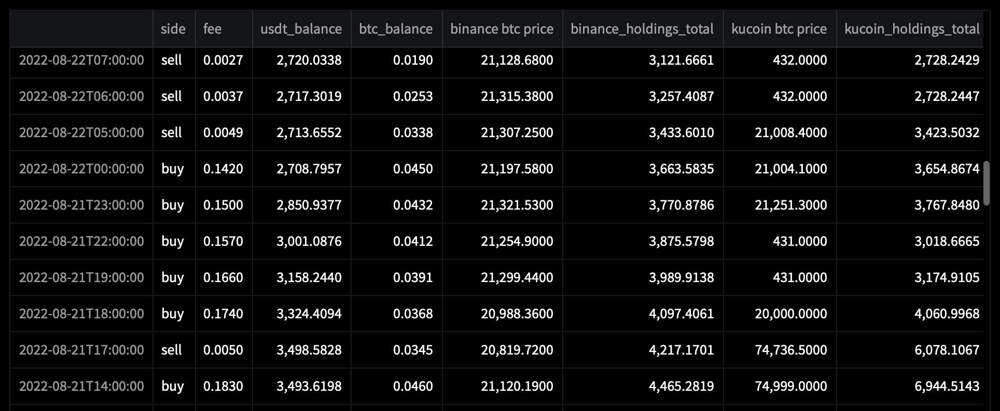 side fee usdt_balance btc_balance binance btc price binance_holdings_total kucoin btc price kucoin_holdings_total
2022-08-22T07:00:00 sell 0.0027 2,720.0338 0.0190 21,128.6800 3,121.6661 432.0000 2,728.2429
2022-08-22T06:00:00 sell 0.0037 2,717.3019 0.0253 21,315.3800 3,257.4087 432.0000 2,728.2447
2022-08-22T05:00:00 sell 0.0049 2,713.6552 0.0338 21,307.2500 3,433.6010 21,008.4000 3,423.5032
2022-08-22T00:00:00 buy 0.1420 2,708.7957 0.0450 21,197.5800 3,663.5835 21,004.1000 3,654.8674
2022-08-21T23:00:00 buy 0.1500 2,850.9377 0.0432 21,321.5300 3,770.8786 21,251.3000 3,767.8480
2022-08-21T22:00:00 buy 0.1570 3,001.0876 0.0412 21,254.9000 3,875.5798 431.0000 3,018.6665
2022-08-21T19:00:00 buy 0.1660 3,158.2440 0.0391 21,299.4400 3,989.9138 431.0000 3,174.9105
2022-08-21T18:00:00 buy 0.1740 3,324.4094 0.0368 20,988.3600 4,097.4061 20,000.0000 4,060.9968
2022-08-21T17:00:00 sell 0.0050 3,498.5828 0.0345 20,819.7200 4,217.1701 74,736.5000 6,078.1067
2022-08-21T14:00:00 buy 0.1830 3,493.6198 0.0460 21,120.1900 4,465.2819 74,999.0000 6,944.5143